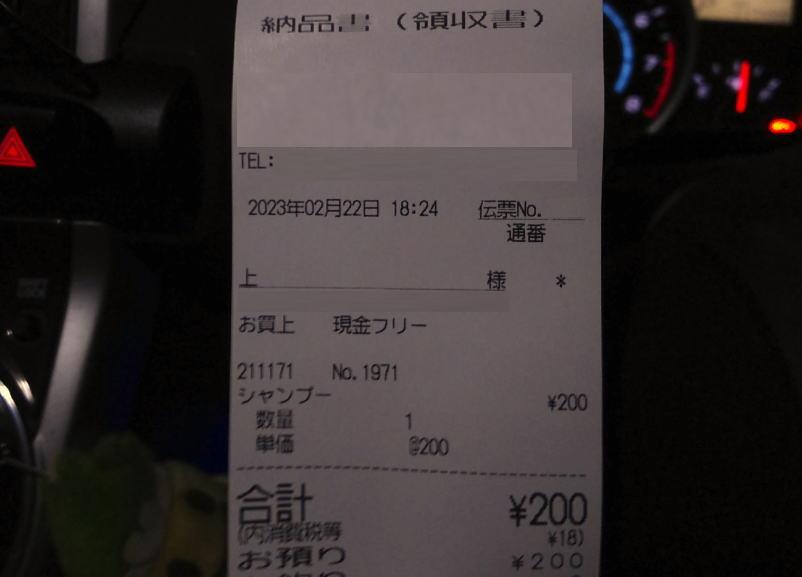 納品書（領収書）
TEL:
2023年02月22日 18:24 伝票No.
通番
上 様 *
お買上 現金フリー
211171 No.1971
シャンプー ¥200
数量 1
単価 @200
合計 ¥200
(内消費税等 ¥18)
お預り ¥200